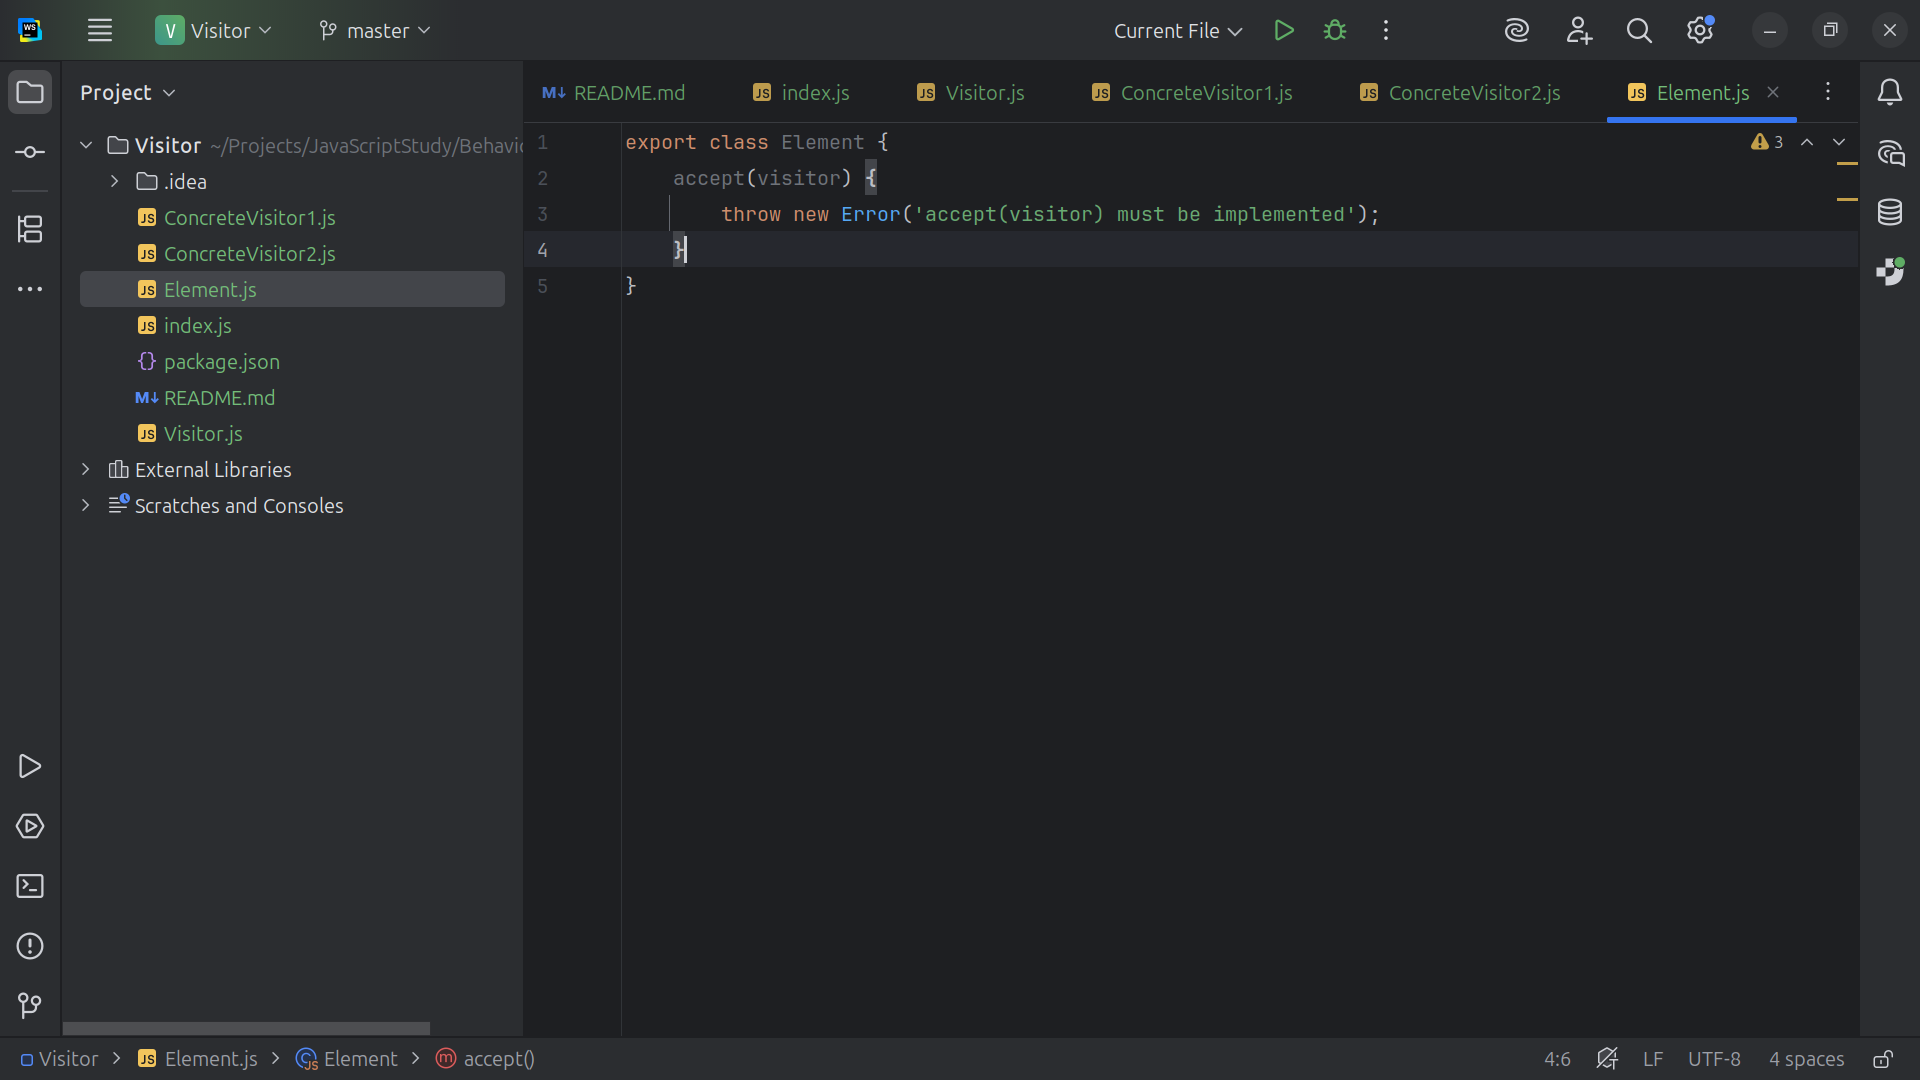 V Visitor
master
Current File
Project
README.md
index.js
Visitor.js
ConcreteVisitor1.js
ConcreteVisitor2.js
Element.js
Visitor ~/Projects/JavaScriptStudy/Behavi
.idea
ConcreteVisitor1.js
ConcreteVisitor2.js
Element.js
index.js
package.json
README.md
Visitor.js
External Libraries
Scratches and Consoles
1 export class Element {
2 accept(visitor) {
3 throw new Error('accept(visitor) must be implemented');
4 }
5 }
3
Visitor > Element.js > Element > accept()
4:6 LF UTF-8 4 spaces